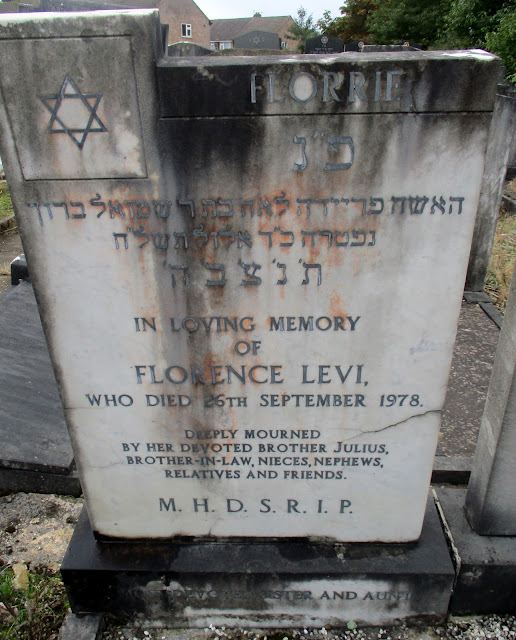 FLORRIE
פ"נ
האשה פריידה לאה בת ר' שמואל ברוך
נפטרה כ"ד אלול תשל"ח
ת'נ'צ'ב'ה'
IN LOVING MEMORY
OF
FLORENCE LEVI,
WHO DIED 26TH SEPTEMBER 1978.
DEEPLY MOURNED
BY HER DEVOTED BROTHER JULIUS,
BROTHER-IN-LAW, NIECES, NEPHEWS,
RELATIVES AND FRIENDS.
M. H. D. S. R. I. P.
SISTER AND AUNT